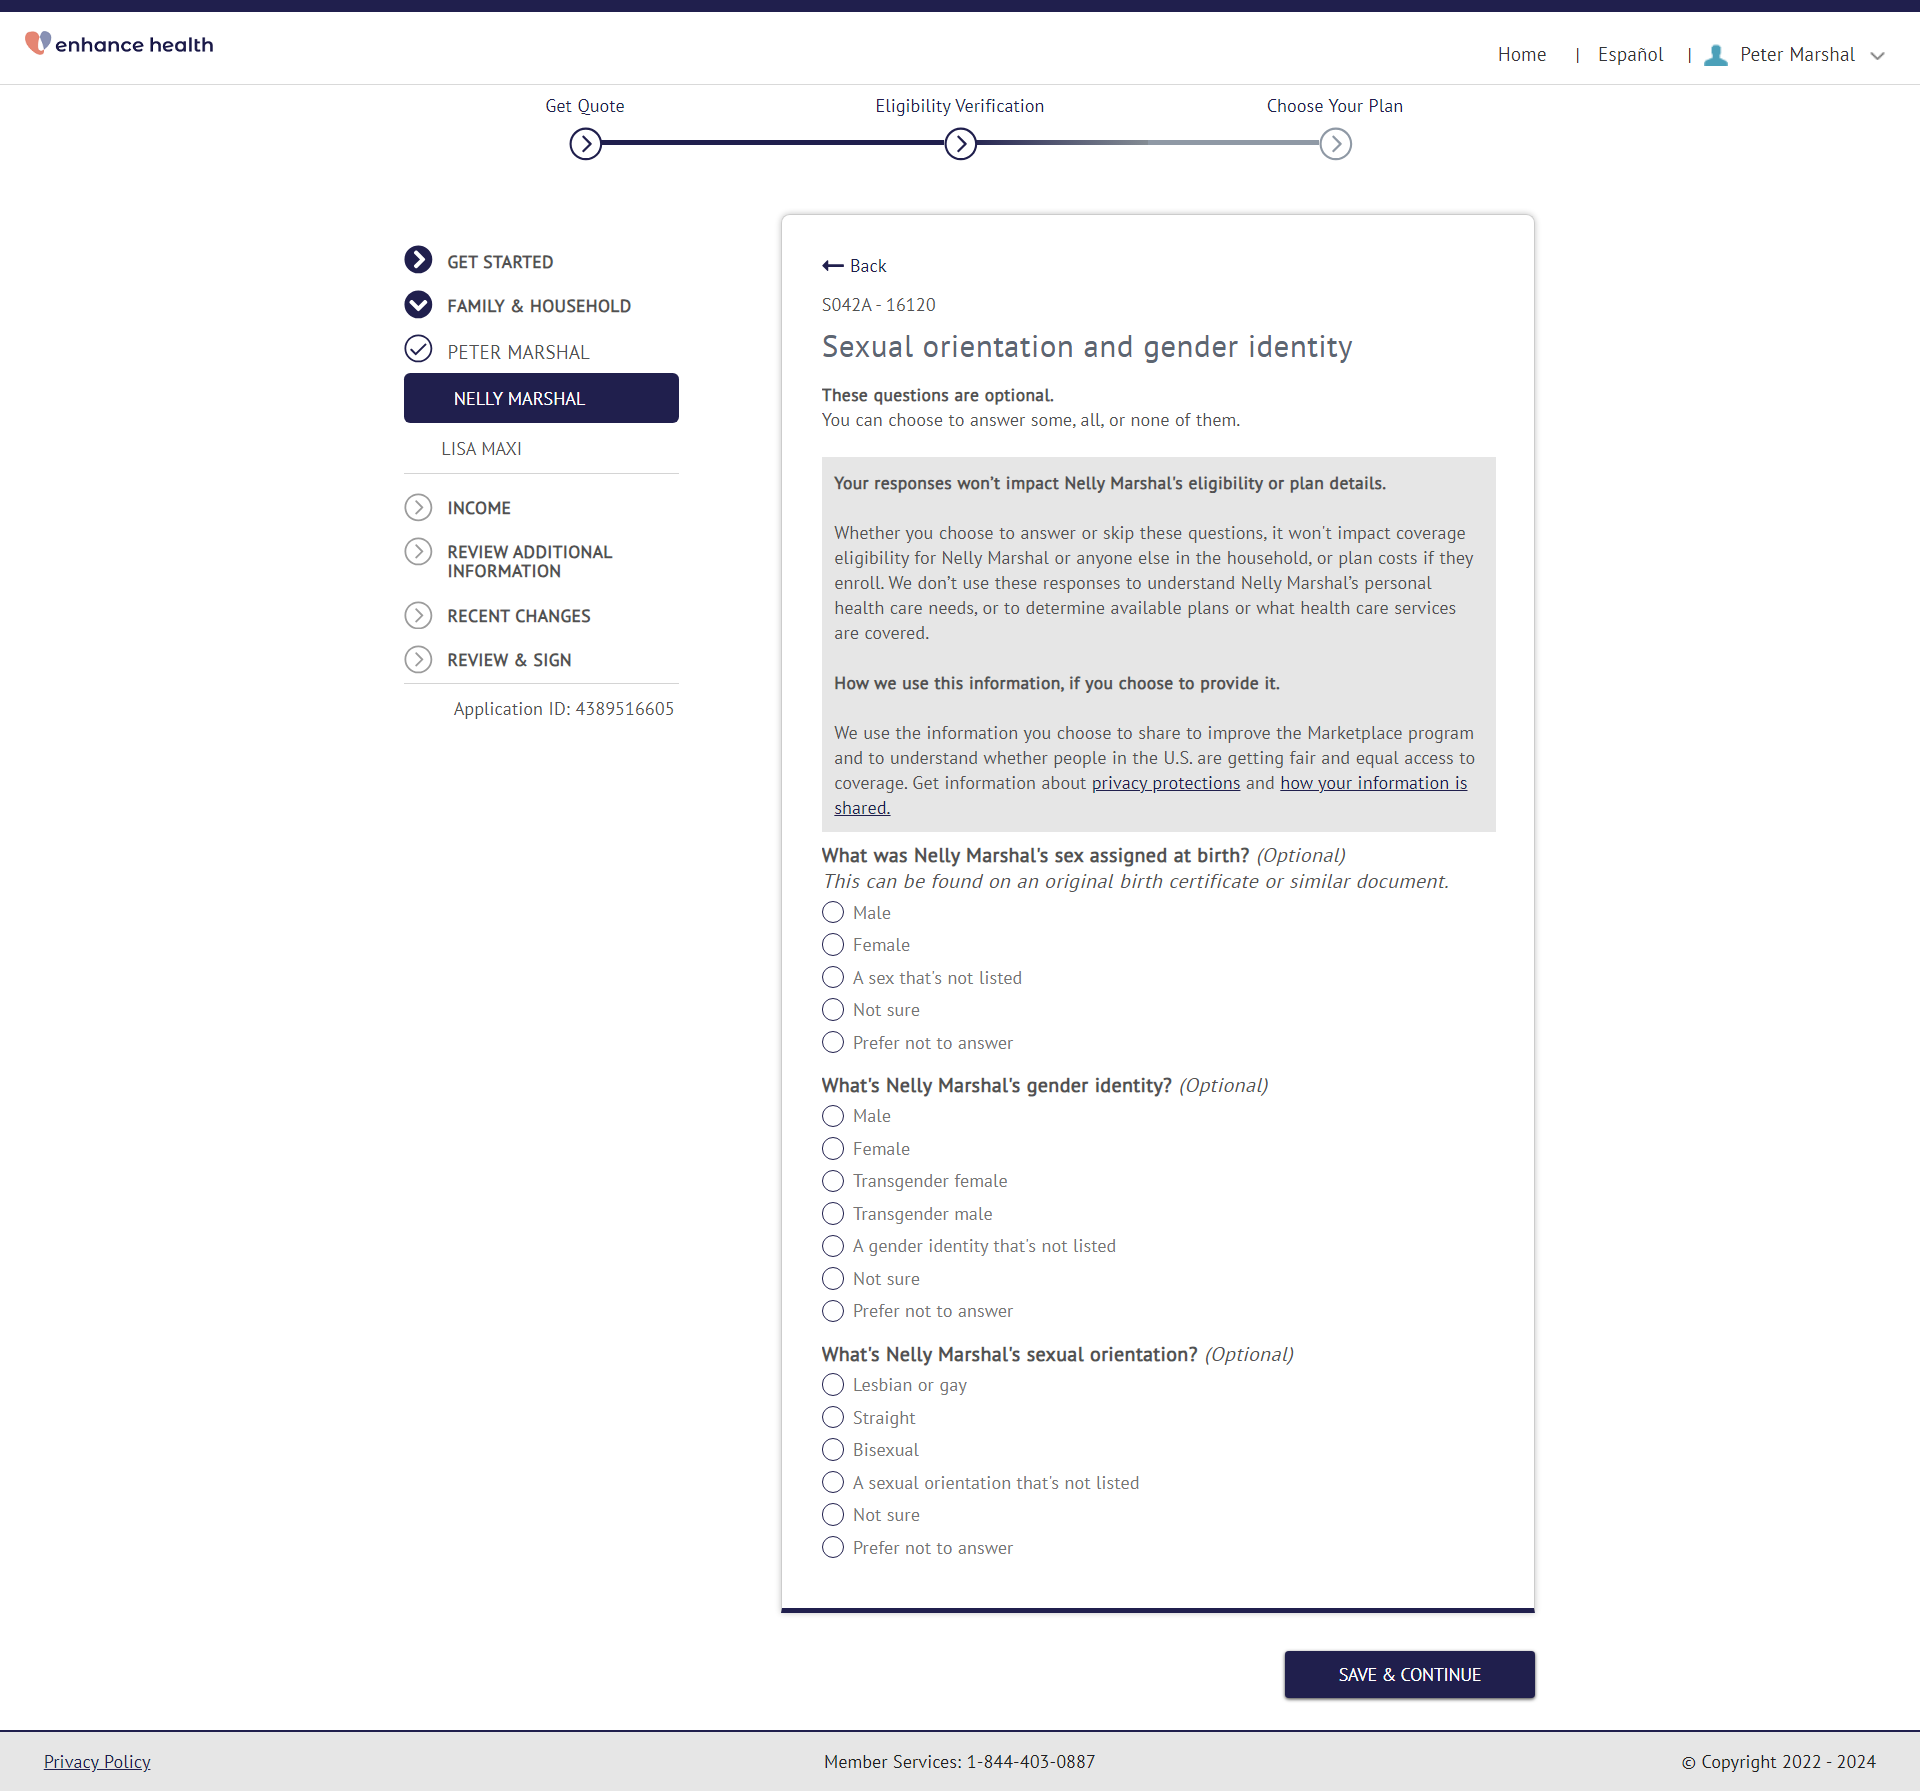 enhance health
Home | Español | Peter Marshal
Get Quote
Eligibility Verification
Choose Your Plan
GET STARTED
FAMILY & HOUSEHOLD
PETER MARSHAL
NELLY MARSHAL
LISA MAXI
INCOME
REVIEW ADDITIONAL
INFORMATION
RECENT CHANGES
REVIEW & SIGN
Application ID: 4389516605
Back
S042A - 16120
Sexual orientation and gender identity
These questions are optional.
You can choose to answer some, all, or none of them.
Your responses won’t impact Nelly Marshal's eligibility or plan details.
Whether you choose to answer or skip these questions, it won't impact coverage
eligibility for Nelly Marshal or anyone else in the household, or plan costs if they
enroll. We don’t use these responses to understand Nelly Marshal’s personal
health care needs, or to determine available plans or what health care services
are covered.
How we use this information, if you choose to provide it.
We use the information you choose to share to improve the Marketplace program
and to understand whether people in the U.S. are getting fair and equal access to
coverage. Get information about privacy protections and how your information is
shared.
What was Nelly Marshal's sex assigned at birth? (Optional)
This can be found on an original birth certificate or similar document.
Male
Female
A sex that's not listed
Not sure
Prefer not to answer
What's Nelly Marshal's gender identity? (Optional)
Male
Female
Transgender female
Transgender male
A gender identity that's not listed
Not sure
Prefer not to answer
What's Nelly Marshal's sexual orientation? (Optional)
Lesbian or gay
Straight
Bisexual
A sexual orientation that's not listed
Not sure
Prefer not to answer
SAVE & CONTINUE
Privacy Policy
Member Services: 1-844-403-0887
© Copyright 2022 - 2024